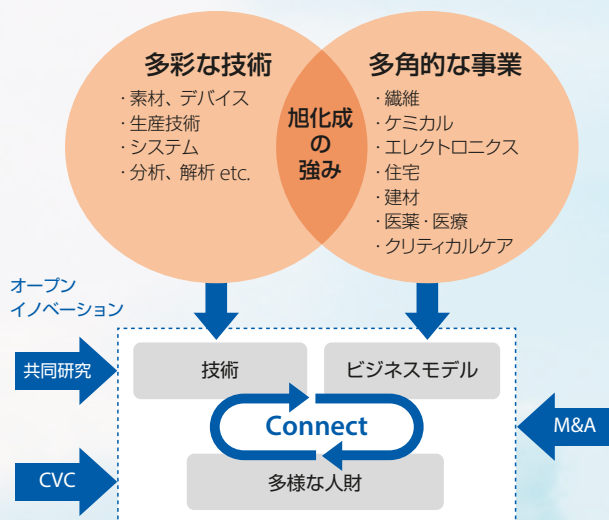 多彩な技術
・素材、デバイス
・生産技術
・システム
・分析、解析 etc.
旭化成
の
強み
多角的な事業
・繊維
・ケミカル
・エレクトロニクス
・住宅
・建材
・医薬・医療
・クリティカルケア
オープン
イノベーション
共同研究
CVC
技術
ビジネスモデル
Connect
多様な人財
M&A